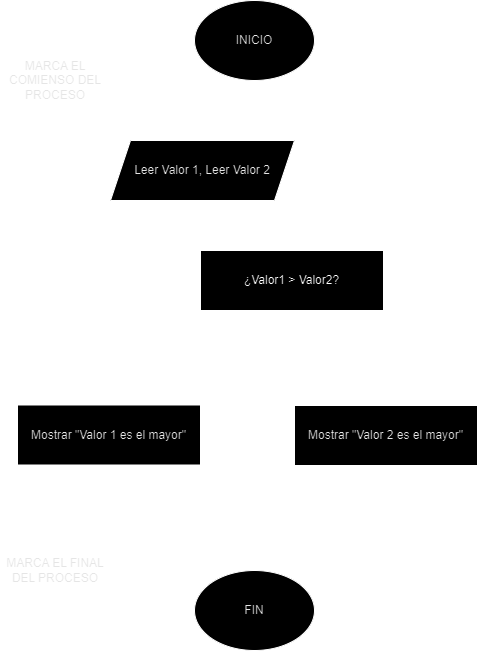 INICIO
MARCA EL
COMIENSO DEL
PROCESO
Leer Valor 1, Leer Valor 2
¿Valor1 > Valor2?
Mostrar "Valor 1 es el mayor"
Mostrar "Valor 2 es el mayor"
MARCA EL FINAL
DEL PROCESO
FIN